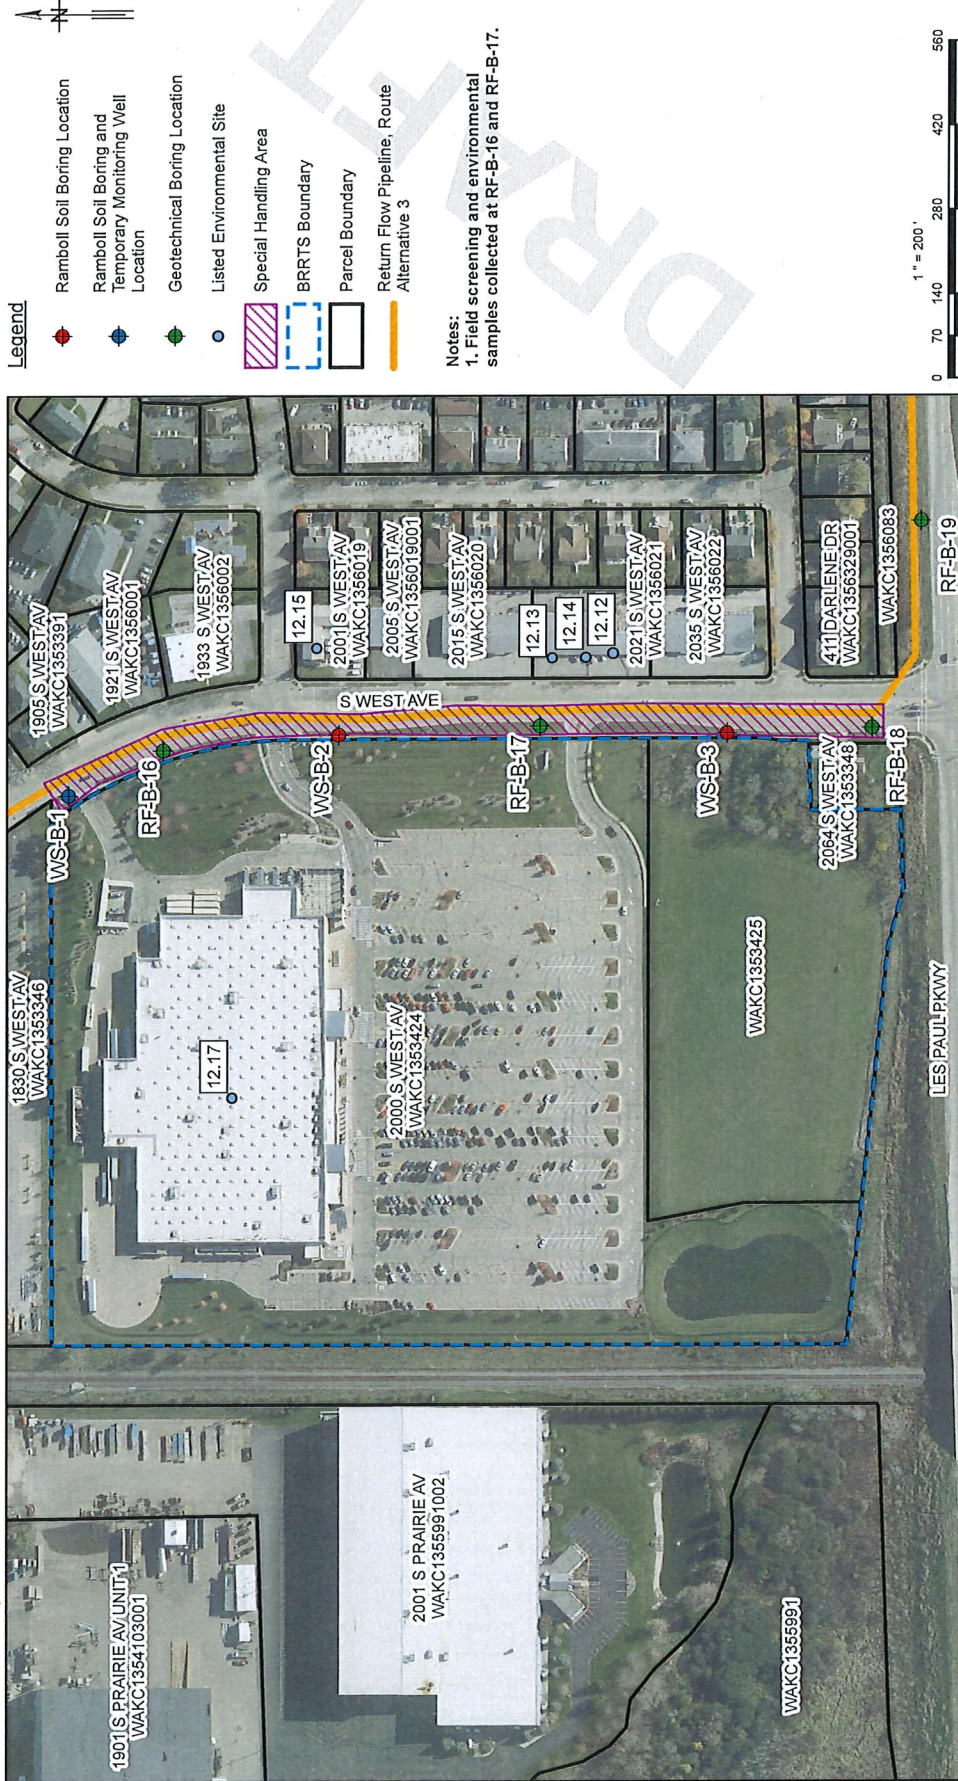 N
Legend
Ramboll Soil Boring Location
Ramboll Soil Boring and
Temporary Monitoring Well
Location
Geotechnical Boring Location
Listed Environmental Site
Special Handling Area
BRRTS Boundary
Parcel Boundary
Return Flow Pipeline, Route
Alternative 3
Notes:
1. Field screening and environmental
samples collected at RF-B-16 and RF-B-17.
1 " = 200 '
0 70 140 280 420 560
DRAFT
1830 S WEST AV
WAKC1353346
1905 S WEST AV
WAKC1353391
1921 S WEST AV
WAKC1356001
1933 S WEST AV
WAKC1356002
WS-B-1
RF-B-16
WS-B-2
RF-B-17
WS-B-3
RF-B-18
RF-B-19
S WEST AVE
12.15
2001 S WEST AV
WAKC1356019
2005 S WEST AV
WAKC1356019001
2015 S WEST AV
WAKC1356020
12.13
12.14
12.12
2021 S WEST AV
WAKC1356021
2035 S WEST AV
WAKC1356022
411 DARLENE DR
WAKC1356329001
WAKC1356083
12.17
2000 S WEST AV
WAKC1353424
WAKC1353425
2064 S WEST AV
WAKC1353348
LES PAUL PKWY
1901 S PRAIRIE AV UNIT 1
WAKC1354103001
2001 S PRAIRIE AV
WAKC1355991002
WAKC1355991